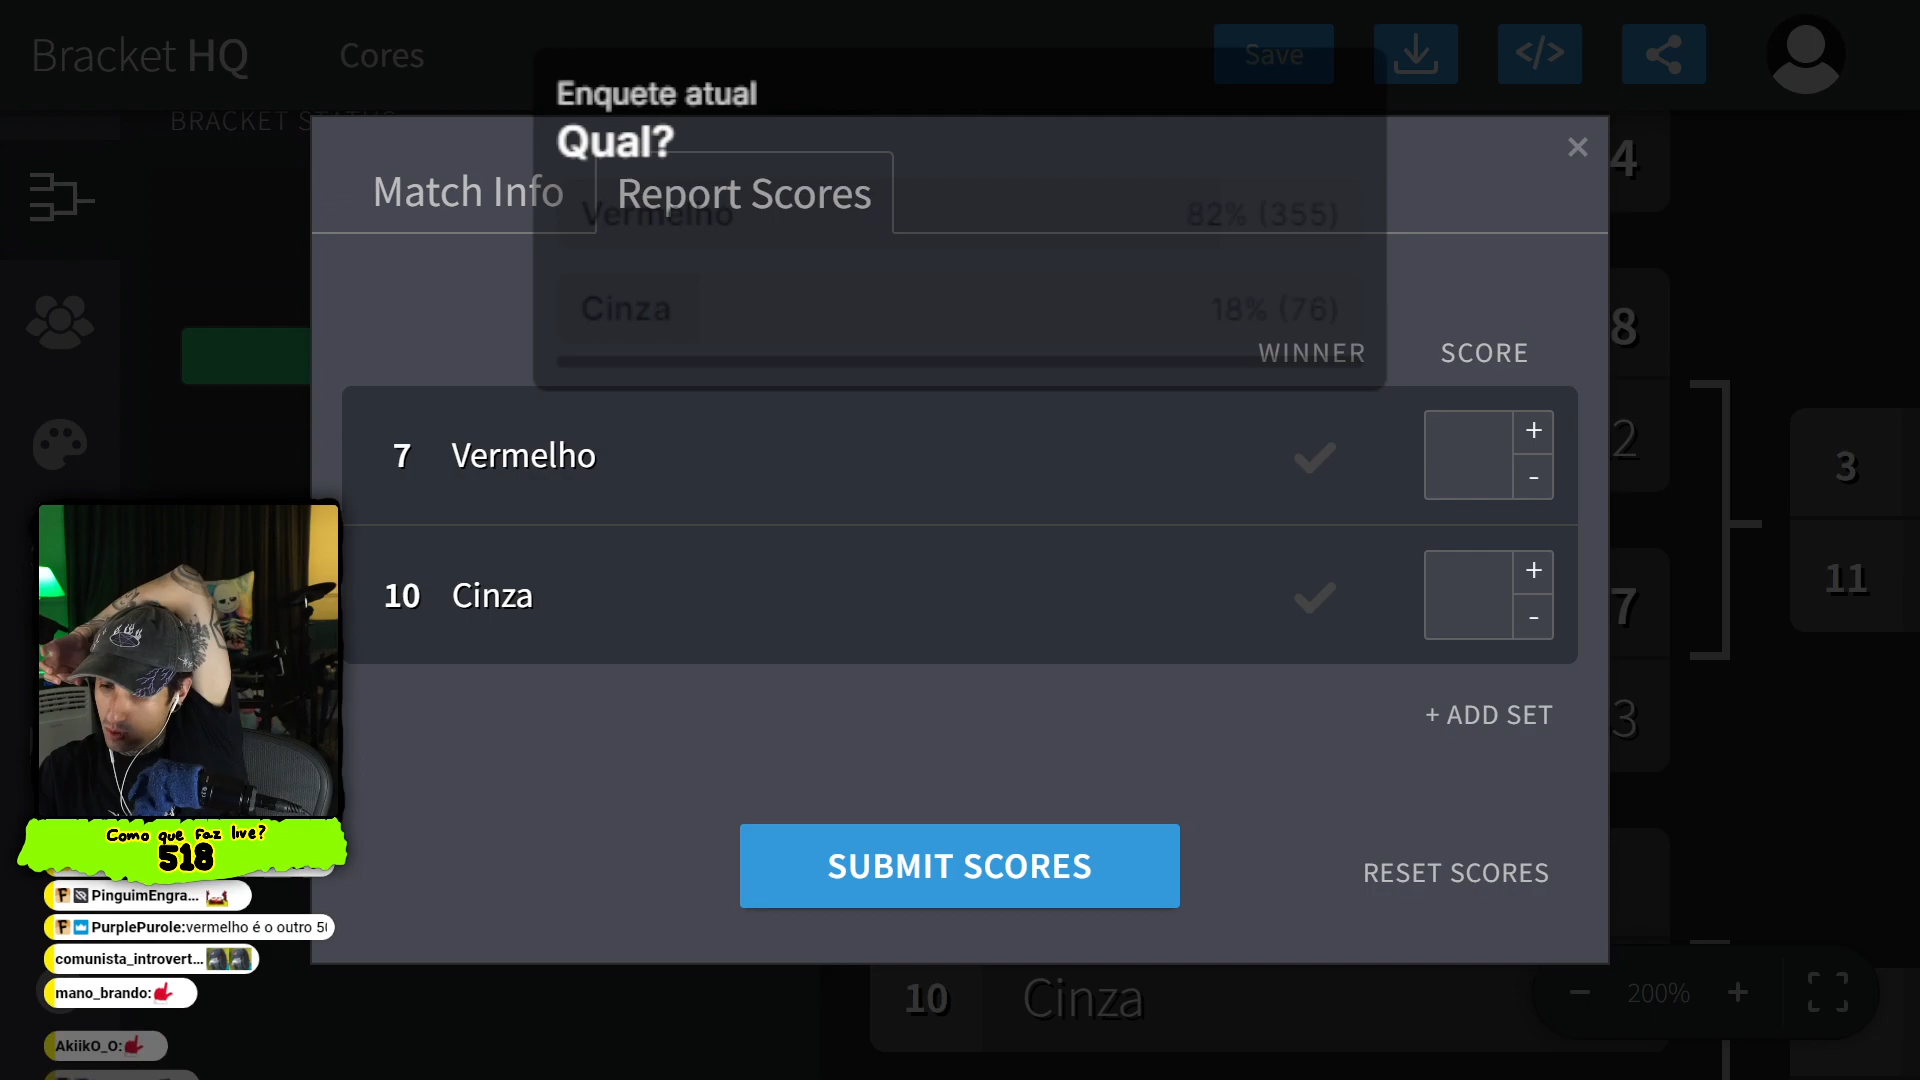 Bracket HQ
Cores
Save
BRACKET
Enquete atual
Qual?
Match Info
Report Scores
Vermelho
82% (355)
Cinza
18% (76)
WINNER
SCORE
7
Vermelho
+
-
10
Cinza
+
-
+ ADD SET
SUBMIT SCORES
RESET SCORES
4
8
2
7
3
3
11
10
Cinza
200%
Como que faz live?
518
PinguimEngra...
PurplePurole:vermelho é o outro
comunista_introvert...
mano_brando:
AkiikO_O: